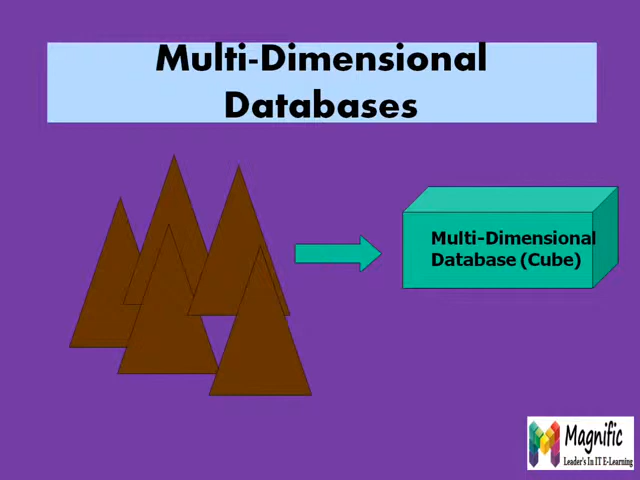 Multi-Dimensional
Databases
Multi-Dimensional
Database (Cube)
Magnific
Leader's In IT E-Learning